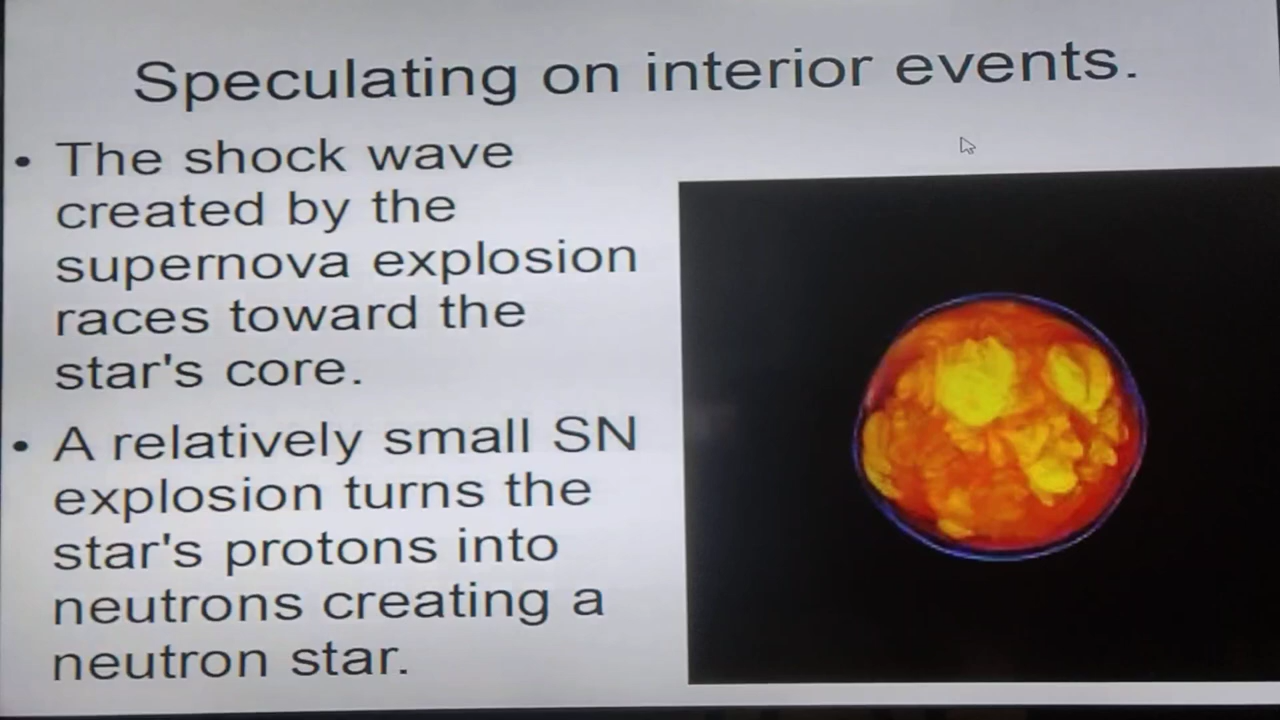 Speculating on interior events.
• The shock wave
created by the
supernova explosion
races toward the
star's core.
• A relatively small SN
explosion turns the
star's protons into
neutrons creating a
neutron star.